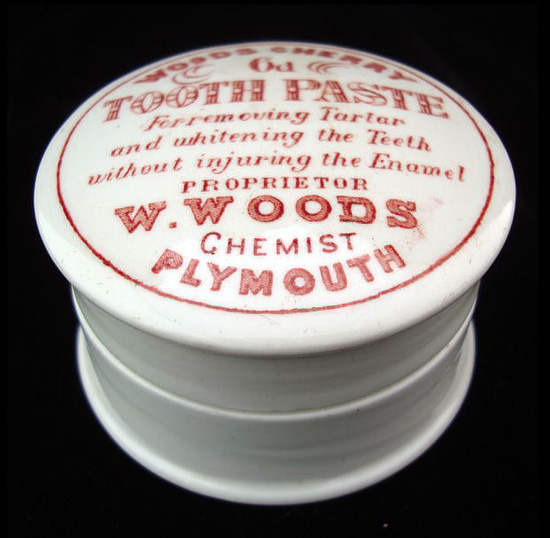 WOODS CHERRY
6d
TOOTH PASTE
For removing Tartar
and whitening the Teeth
without injuring the Enamel
PROPRIETOR
W. WOODS
CHEMIST
PLYMOUTH